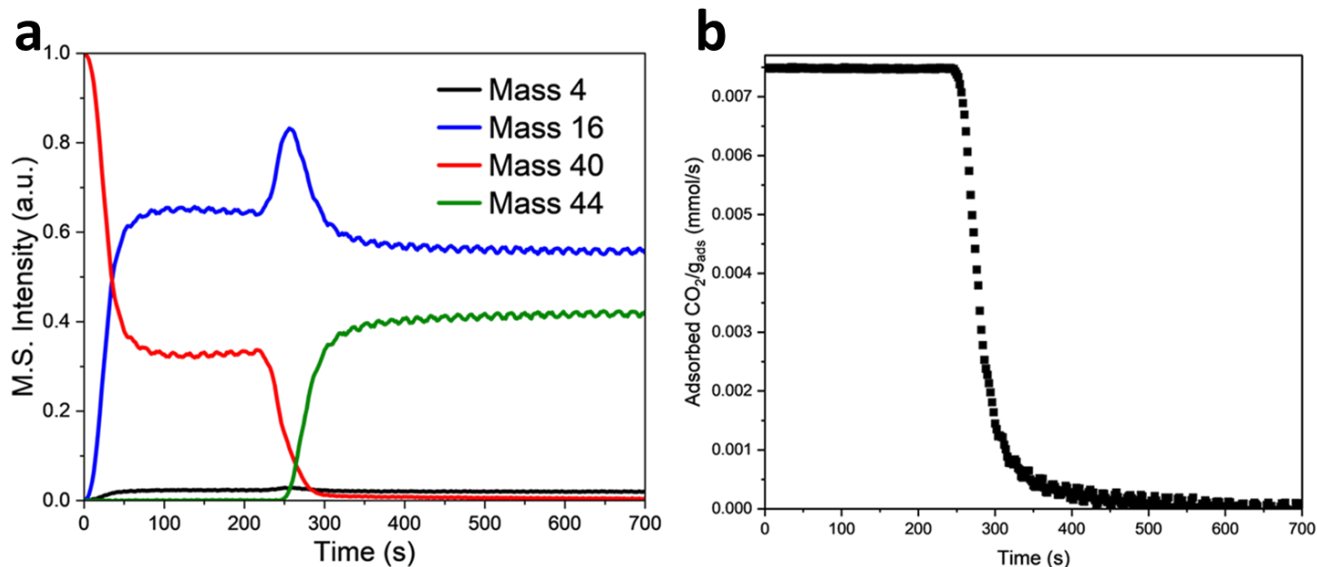 a
M.S. Intensity (a.u.)
1.0
0.8
0.6
0.4
0.2
0.0
Mass 4
Mass 16
Mass 40
Mass 44
0 100 200 300 400 500 600 700
Time (s)
b
Adsorbed CO₂/gₐds (mmol/s)
0.007
0.006
0.005
0.004
0.003
0.002
0.001
0.000
0 100 200 300 400 500 600 700
Time (s)